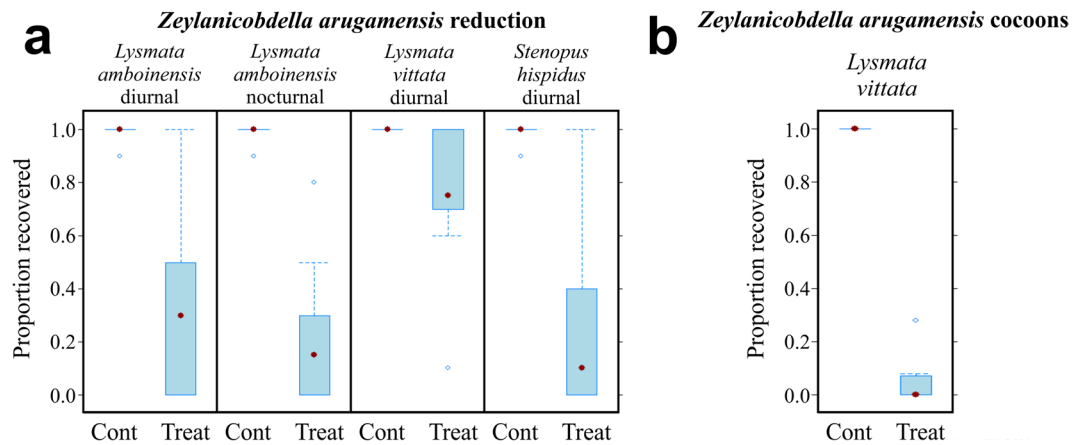 a
Zeylanicobdella arugamensis reduction
Lysmata
amboinensis
diurnal
Lysmata
amboinensis
nocturnal
Lysmata
vittata
diurnal
Stenopus
hispidus
diurnal
Proportion recovered
1.0
0.8
0.6
0.4
0.2
0.0
Cont Treat Cont Treat Cont Treat Cont Treat
b
Zeylanicobdella arugamensis cocoons
Lysmata
vittata
Proportion recovered
1.0
0.8
0.6
0.4
0.2
0.0
Cont Treat